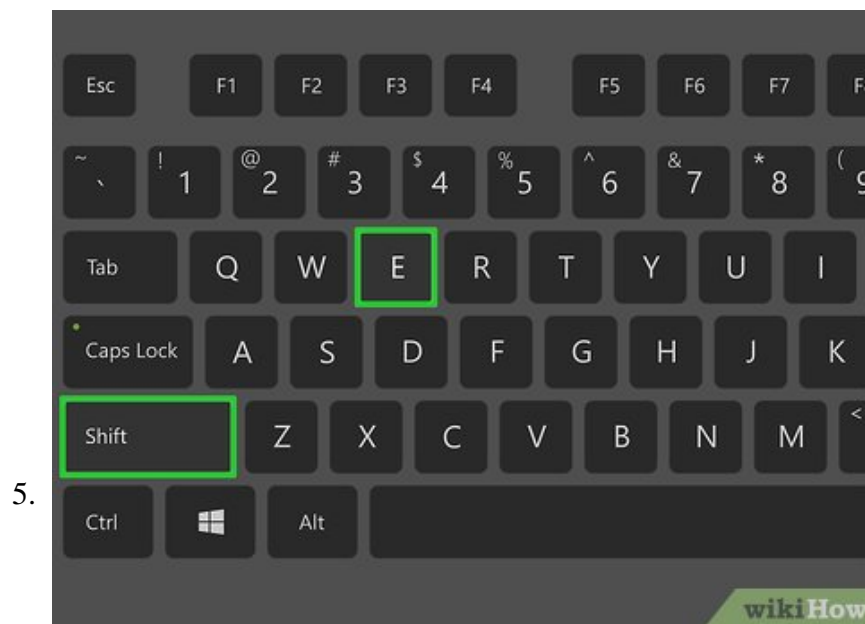 Esc F1 F2 F3 F4 F5 F6 F7
~ ` ! 1 @ 2 # 3 $ 4 % 5 ^ 6 & 7 * 8 (
Tab Q W E R T Y U I
Caps Lock A S D F G H J K
Shift Z X C V B N M <
5.
Ctrl Alt
wikiHow